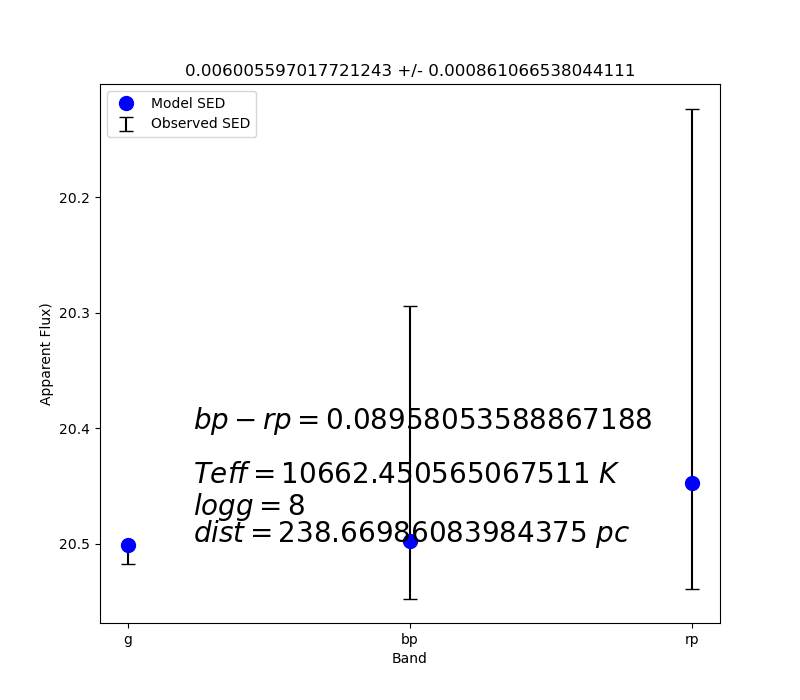 0.006005597017721243 +/- 0.000861066538044111
Model SED
Observed SED
20.2
20.3
20.4
20.5
Apparent Flux)
bp − rp = 0.08958053588867188
Teff = 10662.450565067511 K
logg = 8
dist = 238.66986083984375 pc
g
bp
rp
Band